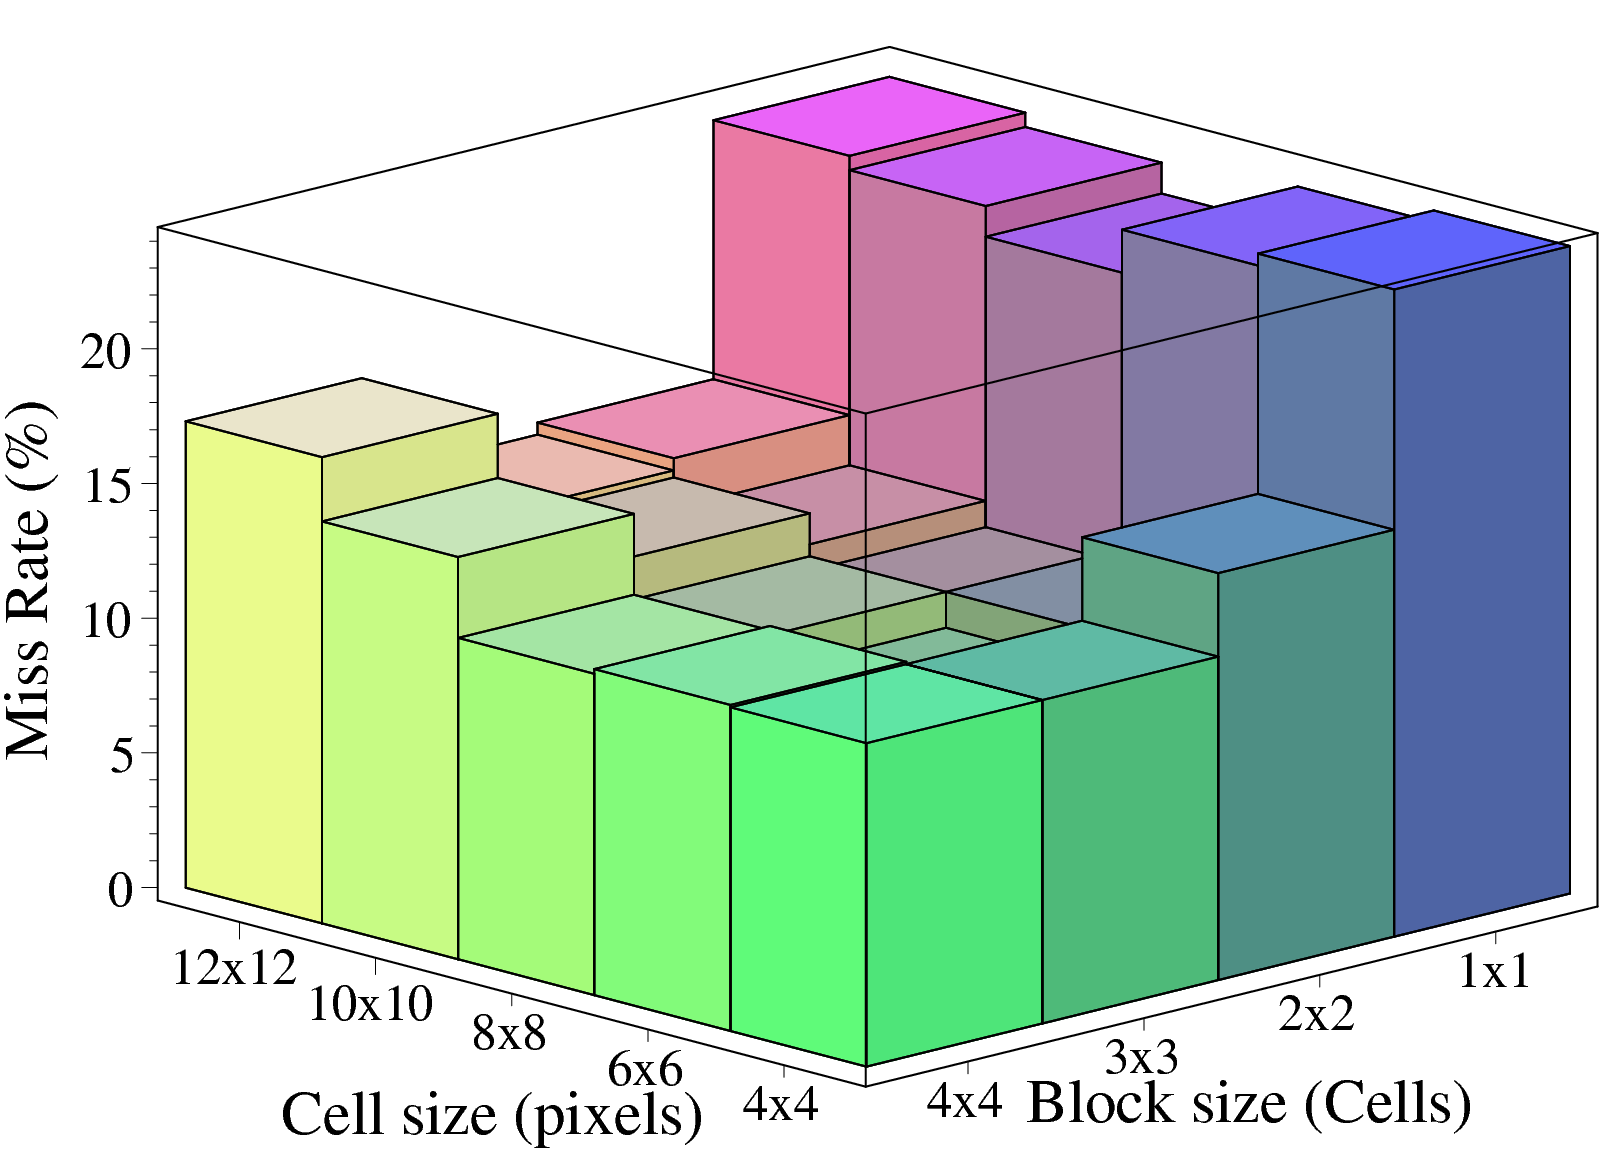 Miss Rate (%)
20
15
10
5
0
12x12
10x10
8x8
6x6
4x4
Cell size (pixels)
4x4
3x3
2x2
1x1
Block size (Cells)